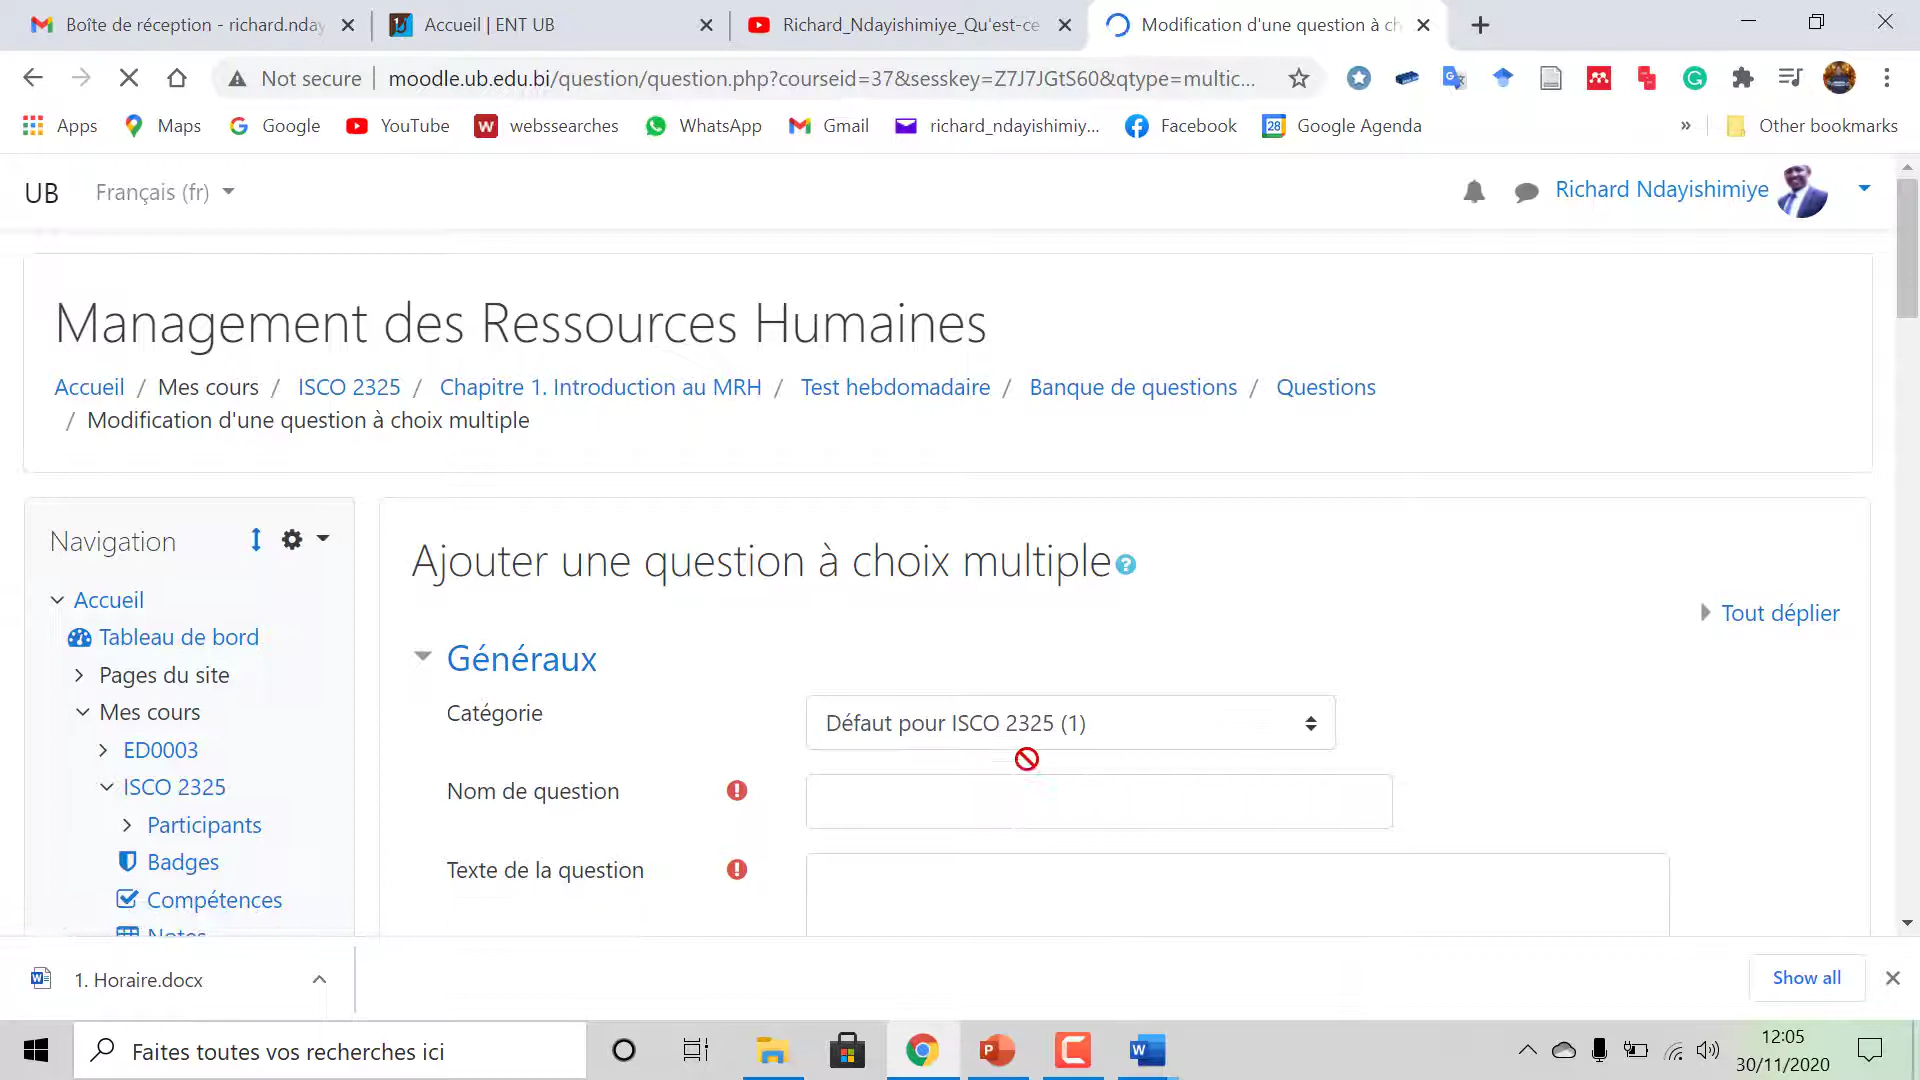 Boîte de réception - richard.nday
Accueil | ENT UB
Richard_Ndayishimiye_Qu'est-ce
Modification d'une question à ch
Not secure
moodle.ub.edu.bi/question/question.php?courseid=37&sesskey=Z7J7JGtS60&qtype=multic...
Apps
Maps
Google
YouTube
webssearches
WhatsApp
Gmail
richard_ndayishimiy...
Facebook
28
Google Agenda
»
Other bookmarks
UB
Français (fr)
Richard Ndayishimiye
Management des Ressources Humaines
Accueil / Mes cours / ISCO 2325 / Chapitre 1. Introduction au MRH / Test hebdomadaire / Banque de questions / Questions
/ Modification d'une question à choix multiple
Navigation
Accueil
Tableau de bord
Pages du site
Mes cours
ED0003
ISCO 2325
Participants
Badges
Compétences
Notes
Ajouter une question à choix multiple
Tout déplier
Généraux
Catégorie
Défaut pour ISCO 2325 (1)
Nom de question
Texte de la question
1. Horaire.docx
Show all
Faites toutes vos recherches ici
12:05
30/11/2020